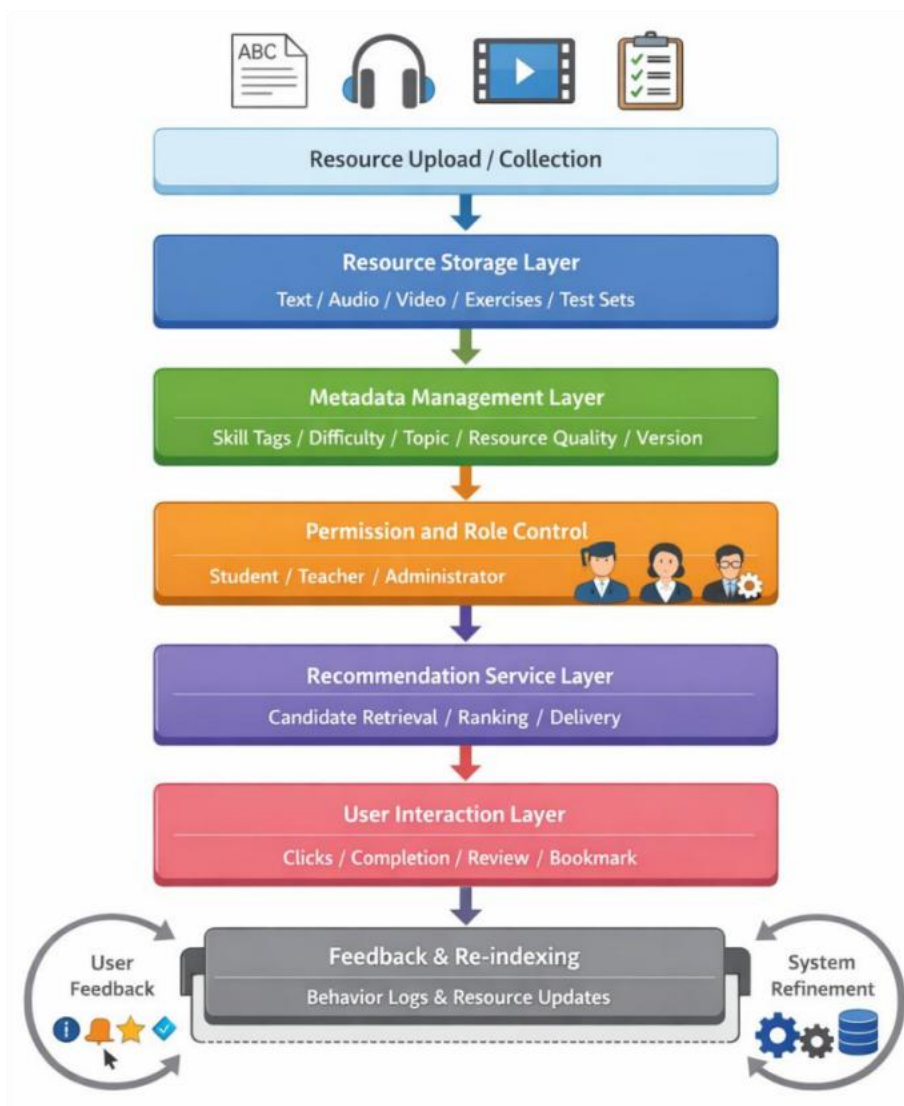 ABC
Resource Upload / Collection
Resource Storage Layer
Text / Audio / Video / Exercises / Test Sets
Metadada Management Layer
Skill Tags / Difficulty / Topic / Resource Quality / Version
Permission and Role Control
Student / Teacher / Administrator
Recommendation Service Layer
Candidate Retrieval / Ranking / Delivery
User Interaction Layer
Clicks / Completion / Review / Bookmark
User
Feedback
Feedback & Re-indexing
Behavior Logs & Resource Updates
System
Refinement